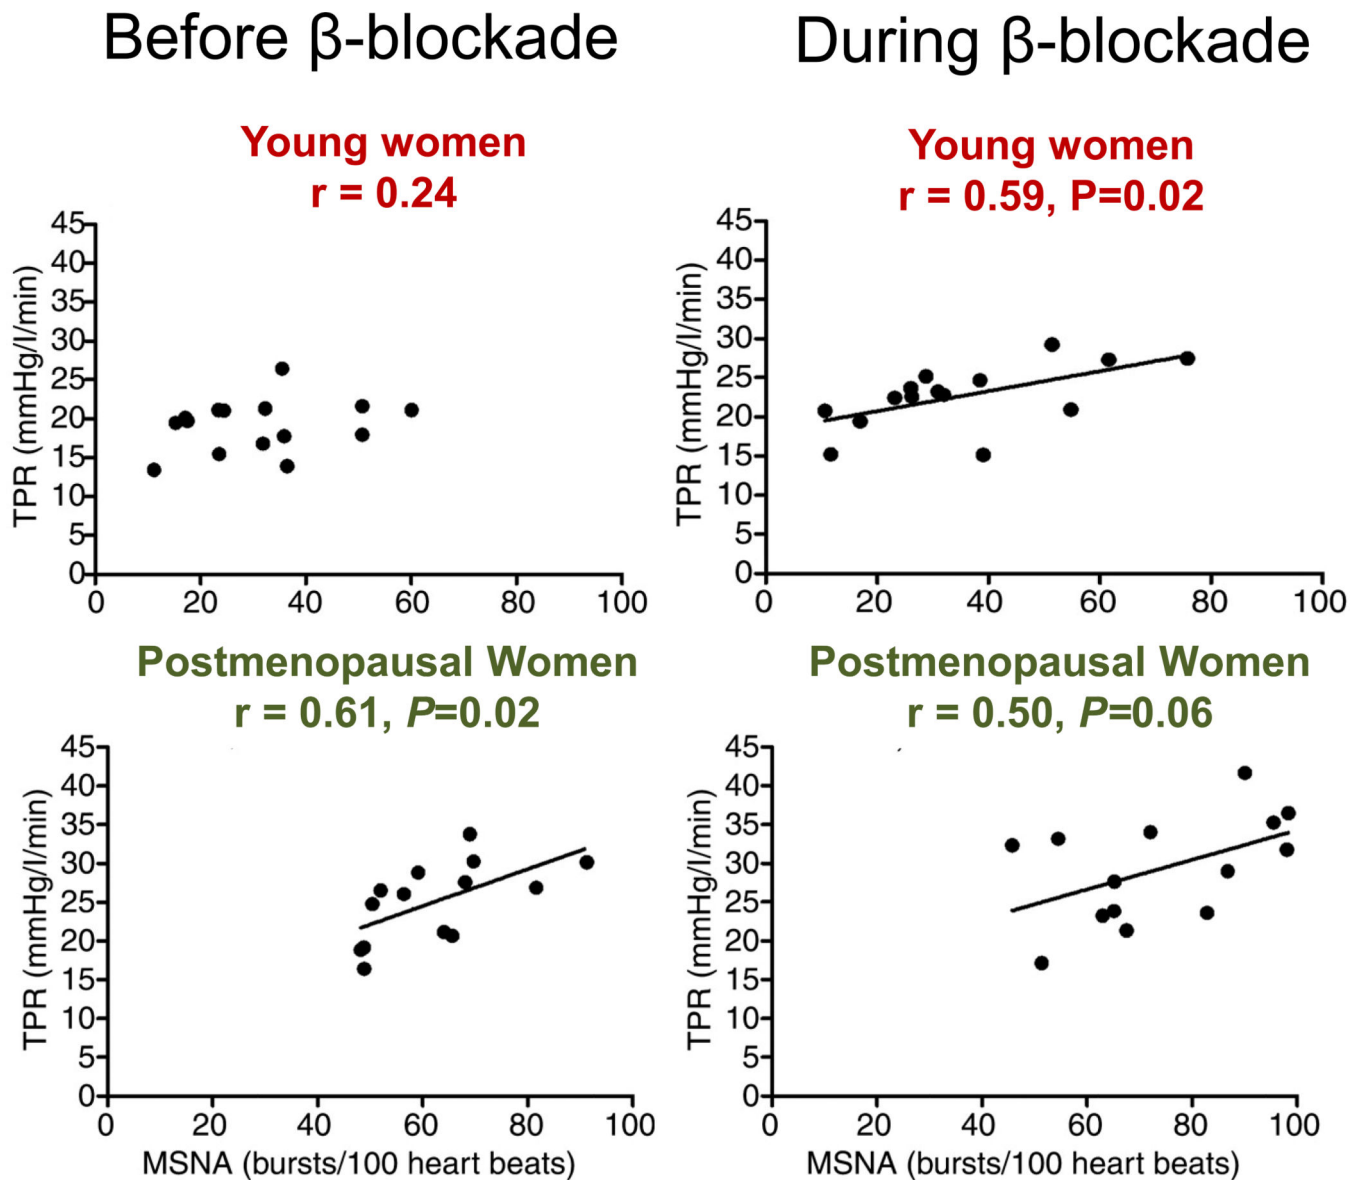 Before β-blockade
During β-blockade
Young women
r = 0.24
45
40
35
30
25
20
15
10
5
0
TPR (mmHg/l/min)
0 20 40 60 80 100
Young women
r = 0.59, P=0.02
45
40
35
30
25
20
15
10
5
0
TPR (mmHg/l/min)
0 20 40 60 80 100
Postmenopausal Women
r = 0.61, P=0.02
45
40
35
30
25
20
15
10
5
0
TPR (mmHg/l/min)
0 20 40 60 80 100
MSNA (bursts/100 heart beats)
Postmenopausal Women
r = 0.50, P=0.06
45
40
35
30
25
20
15
10
5
0
TPR (mmHg/l/min)
0 20 40 60 80 100
MSNA (bursts/100 heart beats)